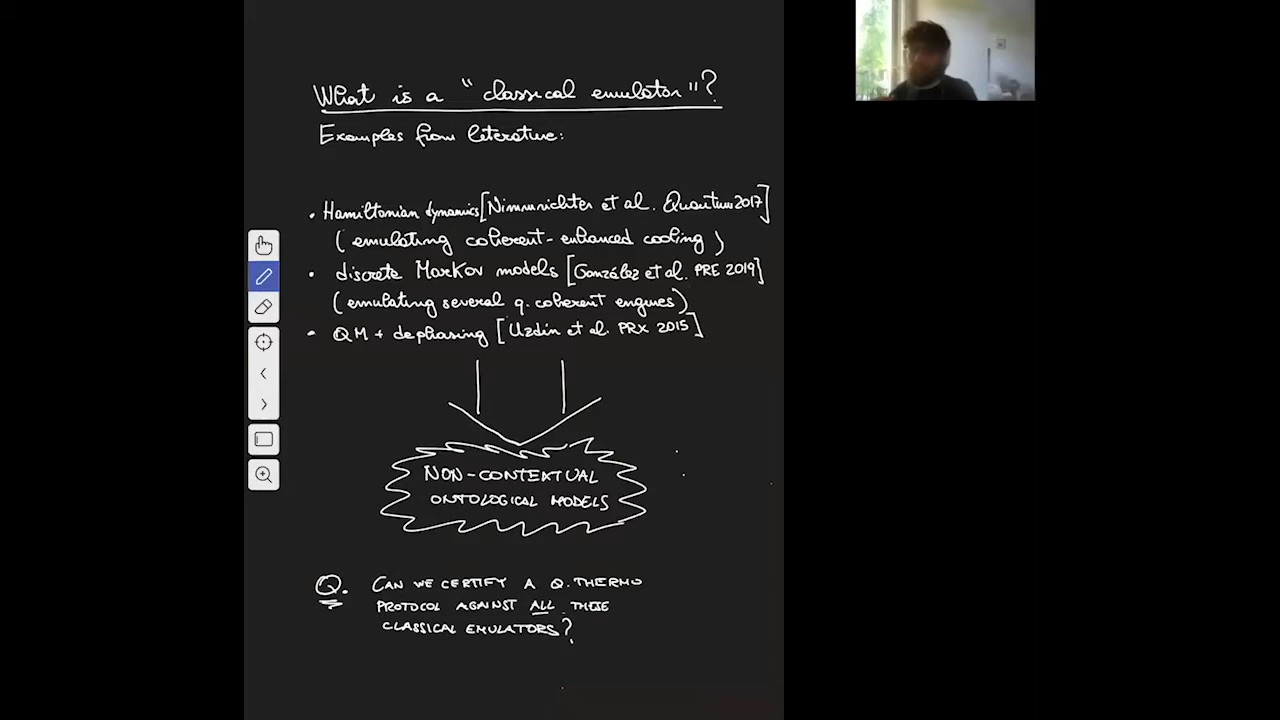 What is a "classical emulator"?
Examples from literature:
• Hamiltonian dynamics [Nimmrichter et al. Quantum 2017]
(emulating coherent-enhanced cooling)
• discrete Markov models [González et al. PRE 2019]
(emulating several q. coherent engines)
• QM + dephasing [Uzdin et al. PRX 2015]
NON-CONTEXTUAL
ONTOLOGICAL MODELS
Q. CAN WE CERTIFY A Q. THERMO
PROTOCOL AGAINST ALL THESE
CLASSICAL EMULATORS?